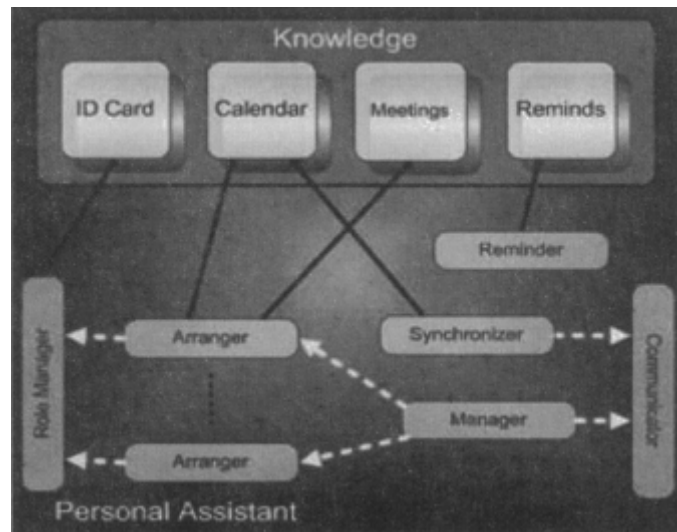 Knowledge
ID Card
Calendar
Meetings
Reminds
Reminder
Role Manager
Arranger
Synchronizer
Communicator
Manager
Arranger
Personal Assistant